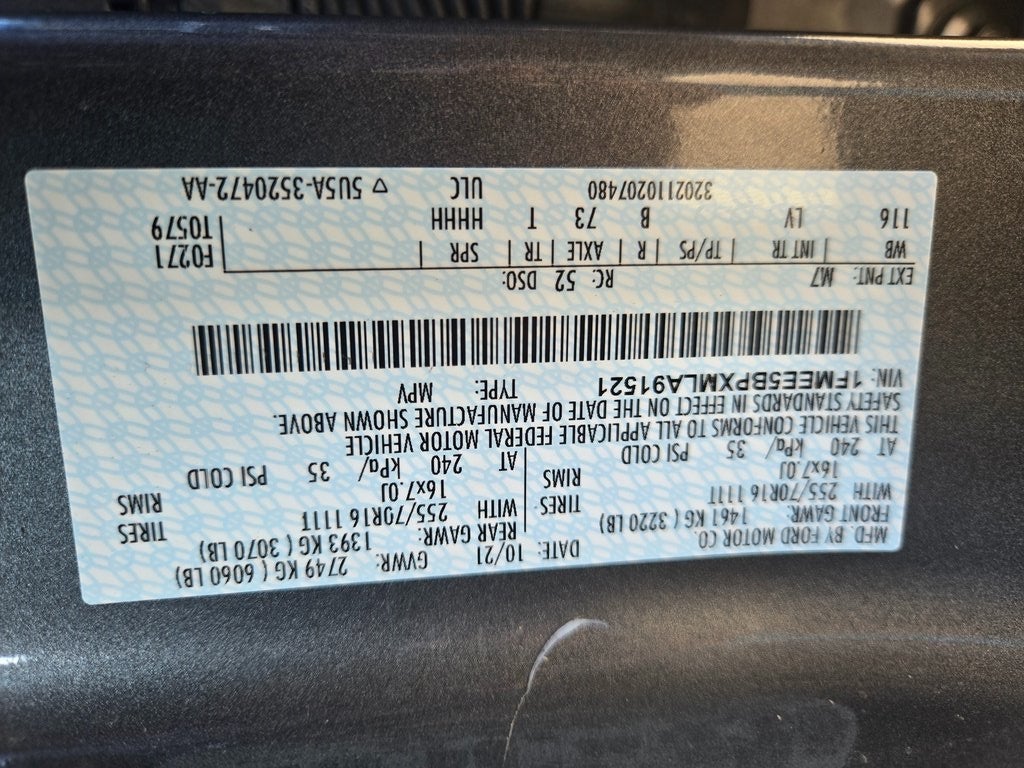 MFD. BY FORD MOTOR CO.
DATE: 10/21 GVWR: 2749 KG ( 6060 LB)
FRONT GAWR: 1461 KG ( 3220 LB) REAR GAWR: 1393 KG ( 3070 LB)
WITH 255/70R16 111T TIRES WITH 255/70R16 111T TIRES
16x7.0J RIMS 16x7.0J RIMS
AT 240 kPa/ 35 PSI COLD AT 240 kPa/ 35 PSI COLD
THIS VEHICLE CONFORMS TO ALL APPLICABLE FEDERAL MOTOR VEHICLE
SAFETY STANDARDS IN EFFECT ON THE DATE OF MANUFACTURE SHOWN ABOVE.
VIN: 1FMEE5BPXMLA91521 TYPE: MPV
EXT PNT: M7 RC: 52 DSO:
WB | INT TR | TP/PS | R | AXLE | TR | SPR | F0271
116 LV B 73 T HHHH T0579
3202110207480 ULC ▽ 5U5A-3520472-AA